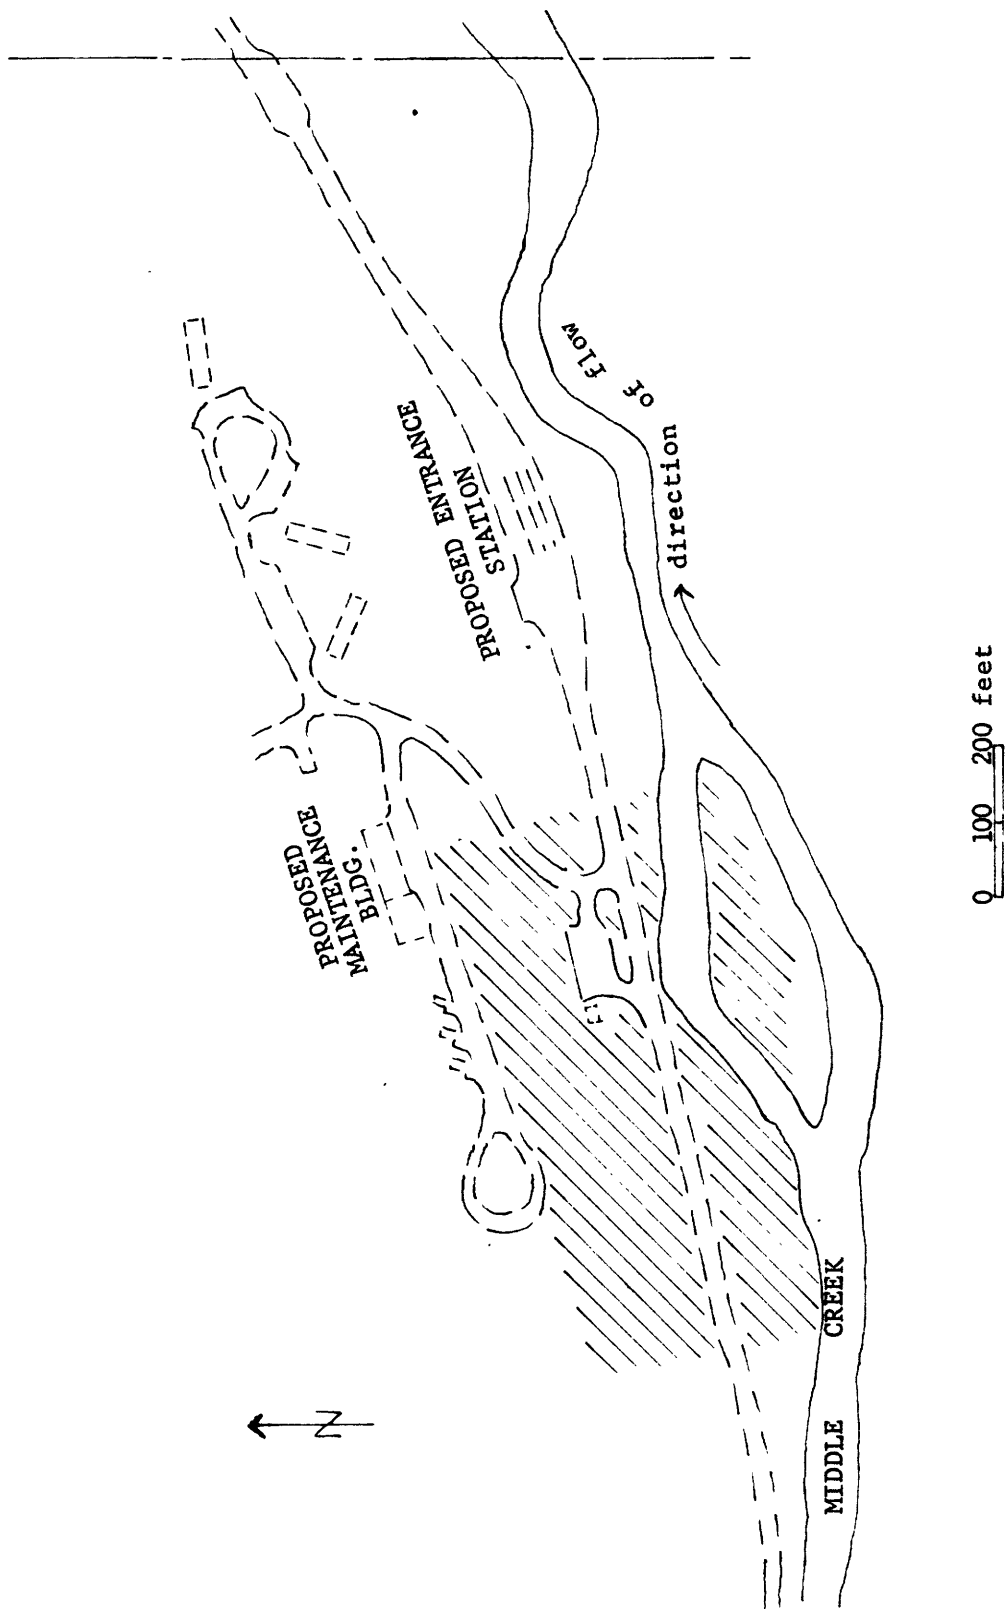 PROPOSED
MAINTENANCE
BLDG.
PROPOSED ENTRANCE
STATION
direction of flow
MIDDLE CREEK
N
0 100 200 feet